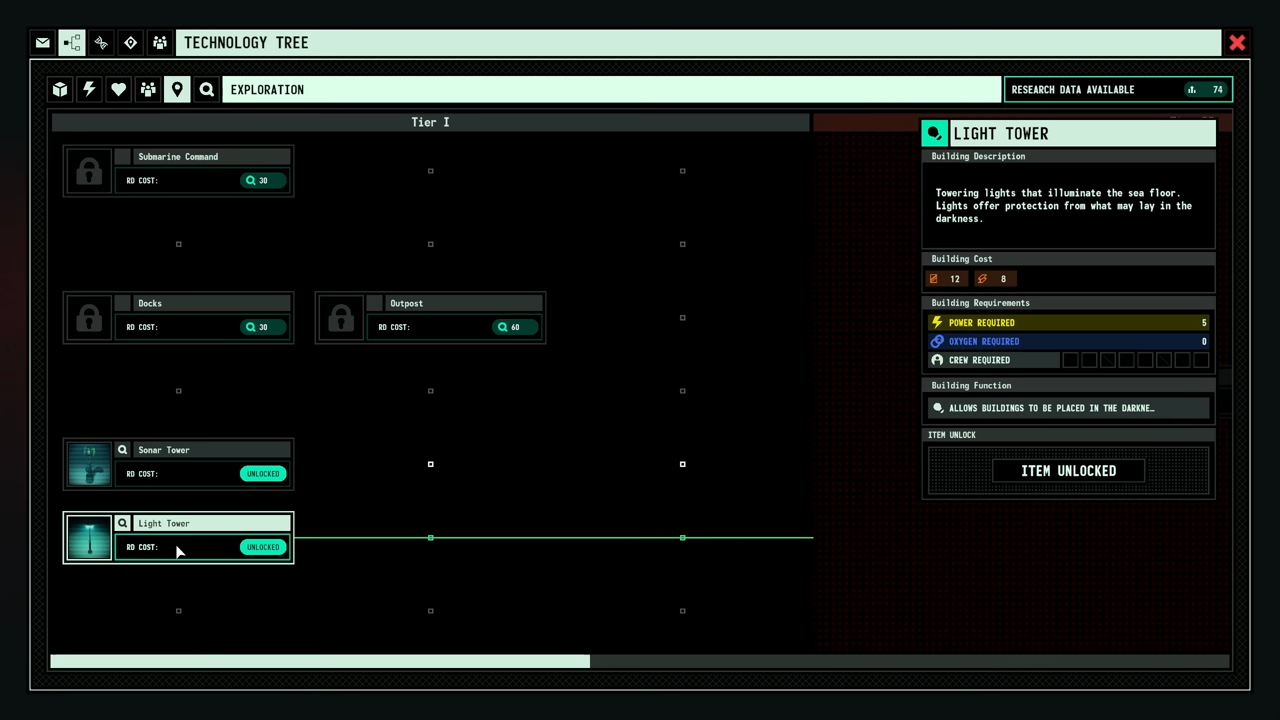 TECHNOLOGY TREE
EXPLORATION
RESEARCH DATA AVAILABLE 74
Tier I
Submarine Command
RD COST: 30
Docks
RD COST: 30
Outpost
RD COST: 60
Sonar Tower
RD COST: UNLOCKED
Light Tower
RD COST: UNLOCKED
LIGHT TOWER
Building Description
Towering lights that illuminate the sea floor.
Lights offer protection from what may lay in the
darkness.
Building Cost
12 8
Building Requirements
POWER REQUIRED 5
OXYGEN REQUIRED 0
CREW REQUIRED
Building Function
ALLOWS BUILDINGS TO BE PLACED IN THE DARKNE…
ITEM UNLOCK
ITEM UNLOCKED